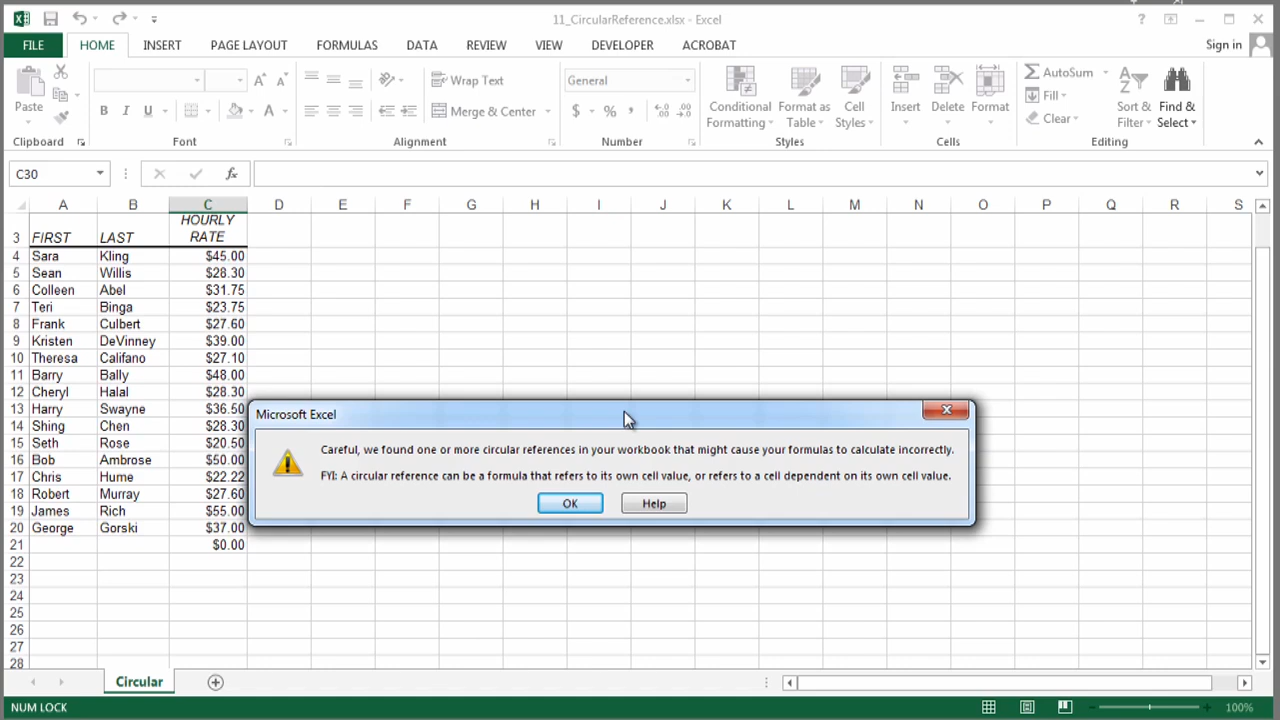 11_CircularReference.xlsx - Excel
FILE HOME INSERT PAGE LAYOUT FORMULAS DATA REVIEW VIEW DEVELOPER ACROBAT Sign in
Paste
B I U A
Wrap Text
Merge & Center
General
$ % ,
Conditional Formatting
Format as Table
Cell Styles
Insert
Delete
Format
AutoSum
Fill
Clear
Sort & Filter
Find & Select
Clipboard Font Alignment Number Styles Cells Editing
C30 fx
A B C D E F G H I J K L M N O P Q R S
3 FIRST LAST HOURLY RATE
4 Sara Kling $45.00
5 Sean Willis $28.30
6 Colleen Abel $31.75
7 Teri Binga $23.75
8 Frank Culbert $27.60
9 Kristen DeVinney $39.00
10 Theresa Califano $27.10
11 Barry Bally $48.00
12 Cheryl Halal $28.30
13 Harry Swayne $36.50
14 Shing Chen $28.30
15 Seth Rose $20.50
16 Bob Ambrose $50.00
17 Chris Hume $22.22
18 Robert Murray $27.60
19 James Rich $55.00
20 George Gorski $37.00
21 $0.00
22
23
24
25
26
27
28
Microsoft Excel
Careful, we found one or more circular references in your workbook that might cause your formulas to calculate incorrectly.
FYI: A circular reference can be a formula that refers to its own cell value, or refers to a cell dependent on its own cell value.
OK Help
Circular
NUM LOCK 100%